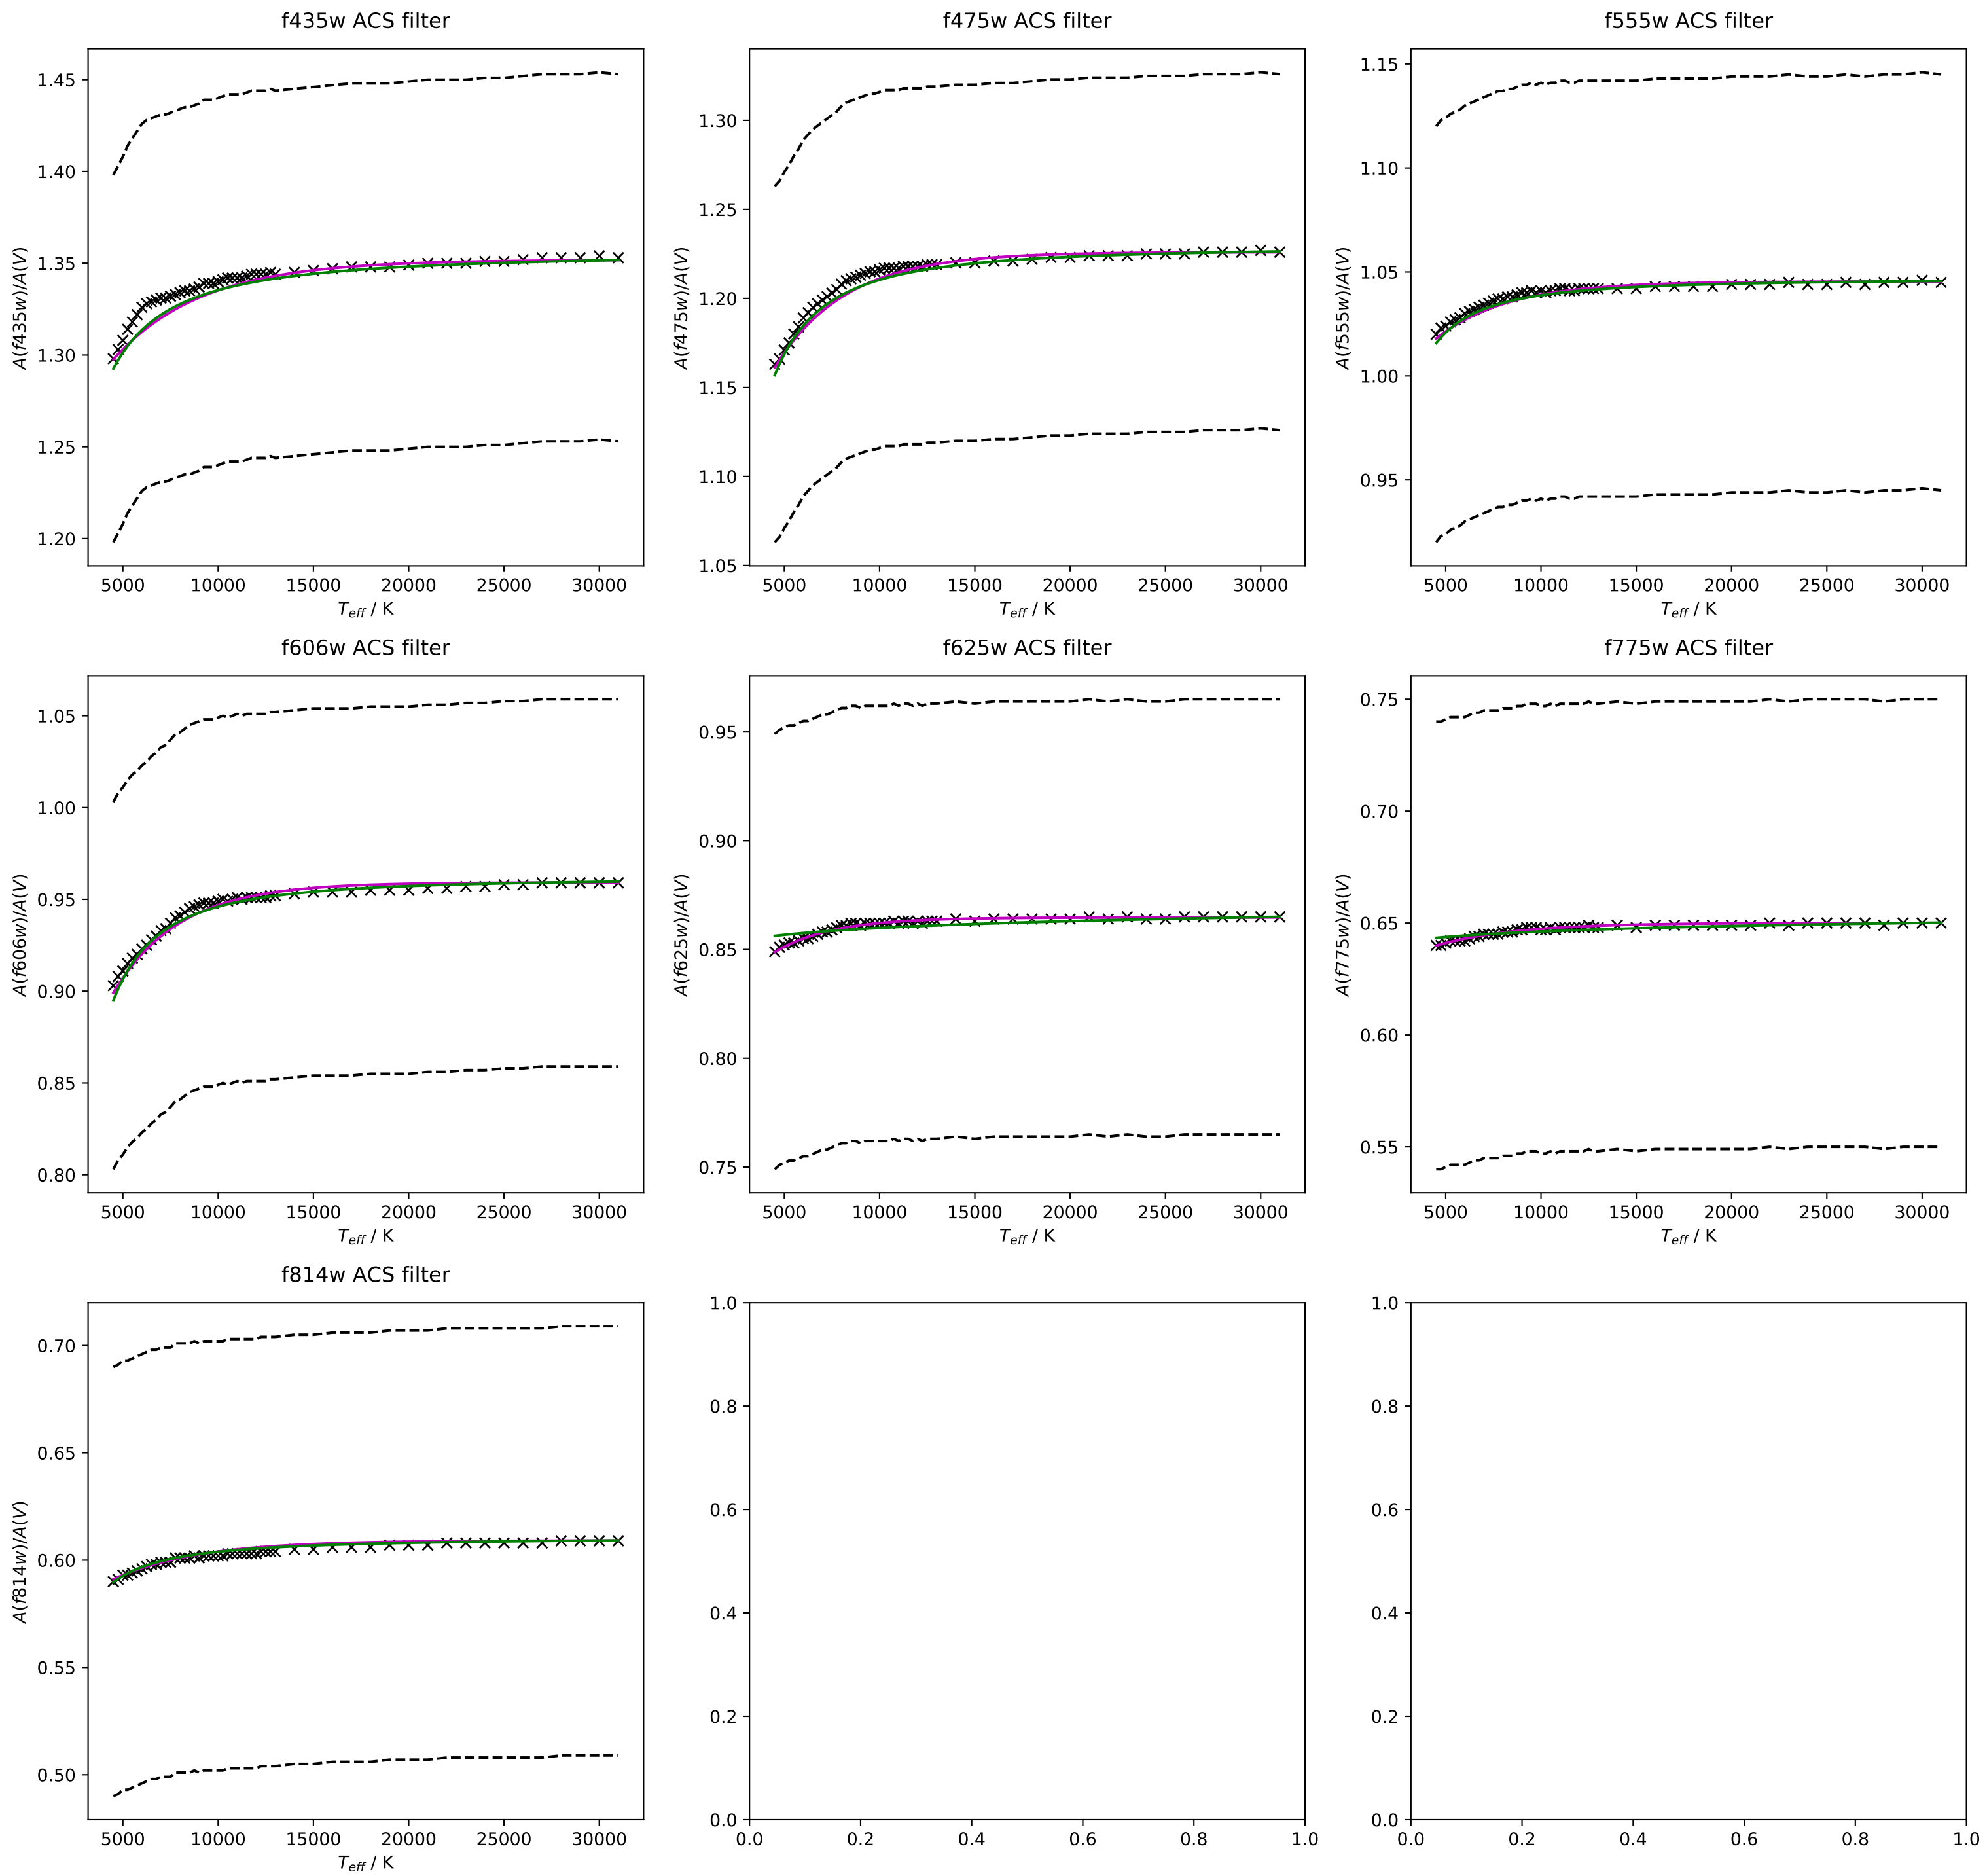 f435w ACS filter
f475w ACS filter
f555w ACS filter
1.45
1.40
1.35
1.30
1.25
1.20
A(f435w)/A(V)
5000 10000 15000 20000 25000 30000
T_eff / K
1.30
1.25
1.20
1.15
1.10
1.05
A(f475w)/A(V)
5000 10000 15000 20000 25000 30000
T_eff / K
1.15
1.10
1.05
1.00
0.95
A(f555w)/A(V)
5000 10000 15000 20000 25000 30000
T_eff / K
f606w ACS filter
f625w ACS filter
f775w ACS filter
1.05
1.00
0.95
0.90
0.85
0.80
A(f606w)/A(V)
5000 10000 15000 20000 25000 30000
T_eff / K
0.95
0.90
0.85
0.80
0.75
A(f625w)/A(V)
5000 10000 15000 20000 25000 30000
T_eff / K
0.75
0.70
0.65
0.60
0.55
A(f775w)/A(V)
5000 10000 15000 20000 25000 30000
T_eff / K
f814w ACS filter
0.70
0.65
0.60
0.55
0.50
A(f814w)/A(V)
5000 10000 15000 20000 25000 30000
T_eff / K
1.0
0.8
0.6
0.4
0.2
0.0
0.0 0.2 0.4 0.6 0.8 1.0
1.0
0.8
0.6
0.4
0.2
0.0
0.0 0.2 0.4 0.6 0.8 1.0